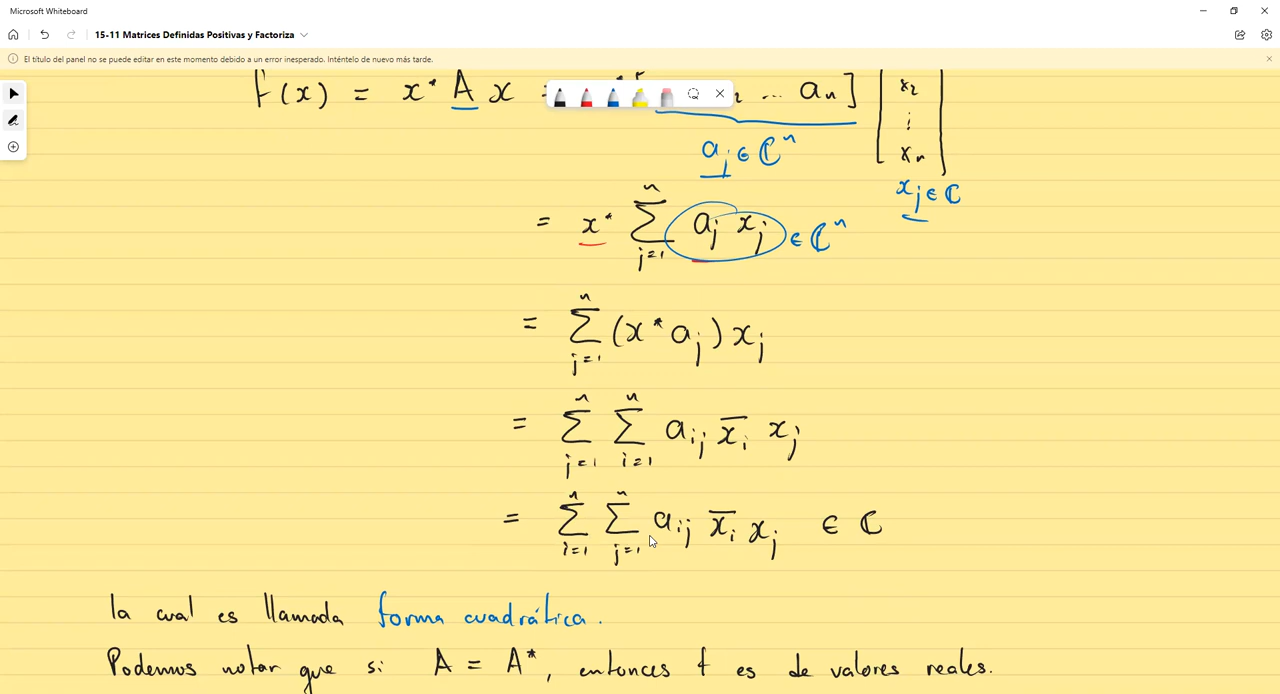 Microsoft Whiteboard
15-11 Matrices Definidas Positivas y Factoriza
El título del panel no se puede editar en este momento debido a un error inesperado. Inténtelo de nuevo más tarde.
f(x) = x* A x = ... aₙ] x₂ ⋮ xₙ
aⱼ ∈ ℂⁿ
xⱼ ∈ ℂ
= x* ∑ⱼ₌₁ⁿ aⱼ xⱼ ∈ ℂⁿ
= ∑ⱼ₌₁ⁿ (x* aⱼ) xⱼ
= ∑ⱼ₌₁ⁿ ∑ᵢ₌₁ⁿ aᵢⱼ x̅ᵢ xⱼ
= ∑ᵢ₌₁ⁿ ∑ⱼ₌₁ⁿ aᵢⱼ x̅ᵢ xⱼ ∈ ℂ
la cual es llamada forma cuadrática.
Podemos notar que si A = A*, entonces f es de valores reales.